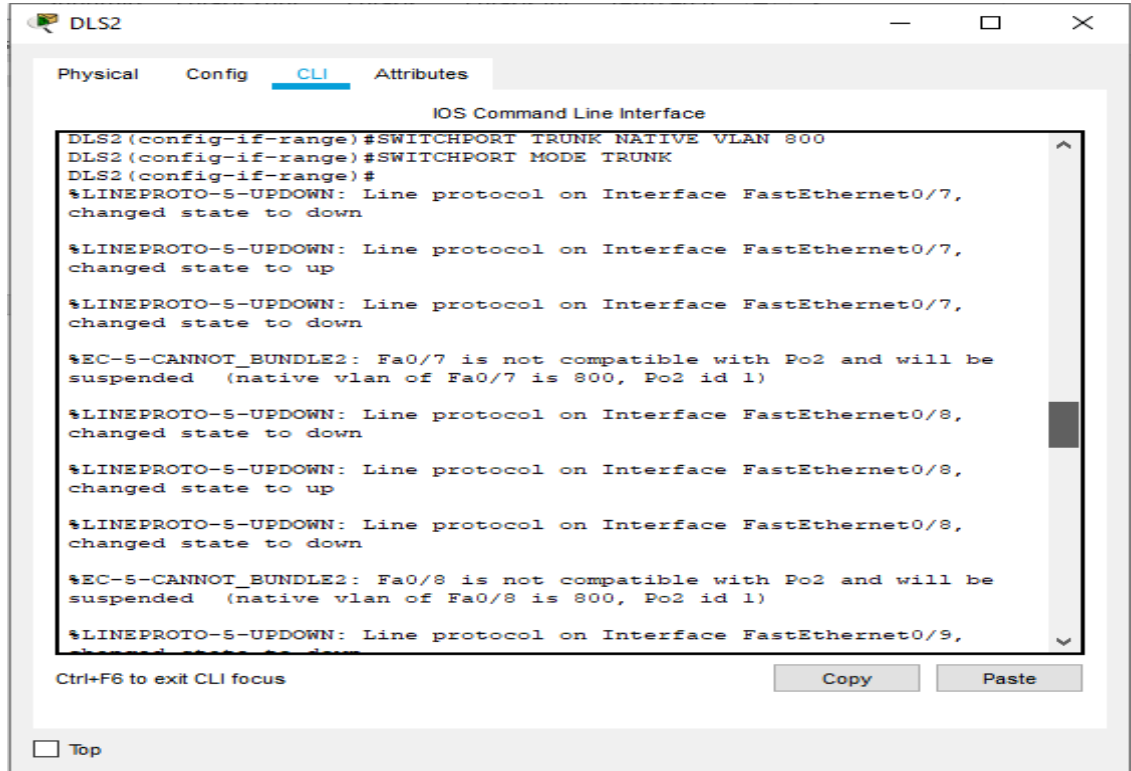 DLS2
Physical Config CLI Attributes
IOS Command Line Interface
DLS2(config-if-range)#SWITCHPORT TRUNK NATIVE VLAN 800
DLS2(config-if-range)#SWITCHPORT MODE TRUNK
DLS2(config-if-range)#
%LINEPROTO-5-UPDOWN: Line protocol on Interface FastEthernet0/7,
changed state to down
%LINEPROTO-5-UPDOWN: Line protocol on Interface FastEthernet0/7,
changed state to up
%LINEPROTO-5-UPDOWN: Line protocol on Interface FastEthernet0/7,
changed state to down
%EC-5-CANNOT_BUNDLE2: Fa0/7 is not compatible with Po2 and will be
suspended (native vlan of Fa0/7 is 800, Po2 id 1)
%LINEPROTO-5-UPDOWN: Line protocol on Interface FastEthernet0/8,
changed state to down
%LINEPROTO-5-UPDOWN: Line protocol on Interface FastEthernet0/8,
changed state to up
%LINEPROTO-5-UPDOWN: Line protocol on Interface FastEthernet0/8,
changed state to down
%EC-5-CANNOT_BUNDLE2: Fa0/8 is not compatible with Po2 and will be
suspended (native vlan of Fa0/8 is 800, Po2 id 1)
%LINEPROTO-5-UPDOWN: Line protocol on Interface FastEthernet0/9,
changed state to down
Ctrl+F6 to exit CLI focus
Copy Paste
Top